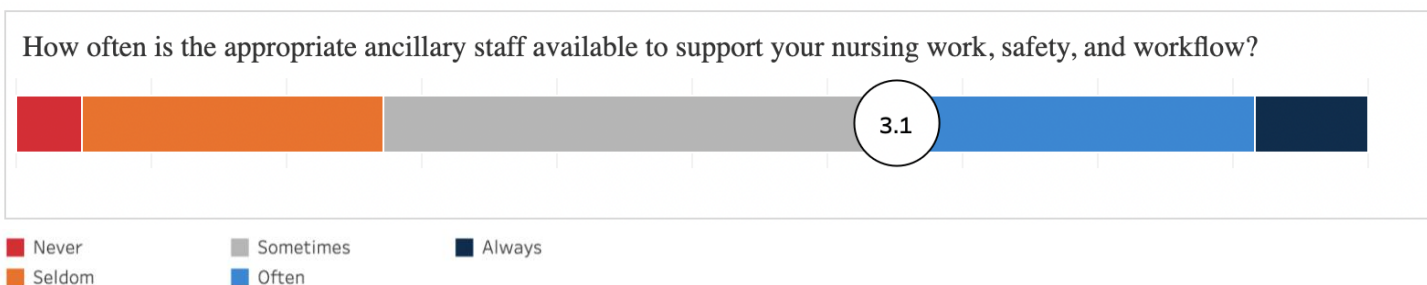 How often is the appropriate ancillary staff available to support your nursing work, safety, and workflow?
3.1
Never
Sometimes
Always
Seldom
Often